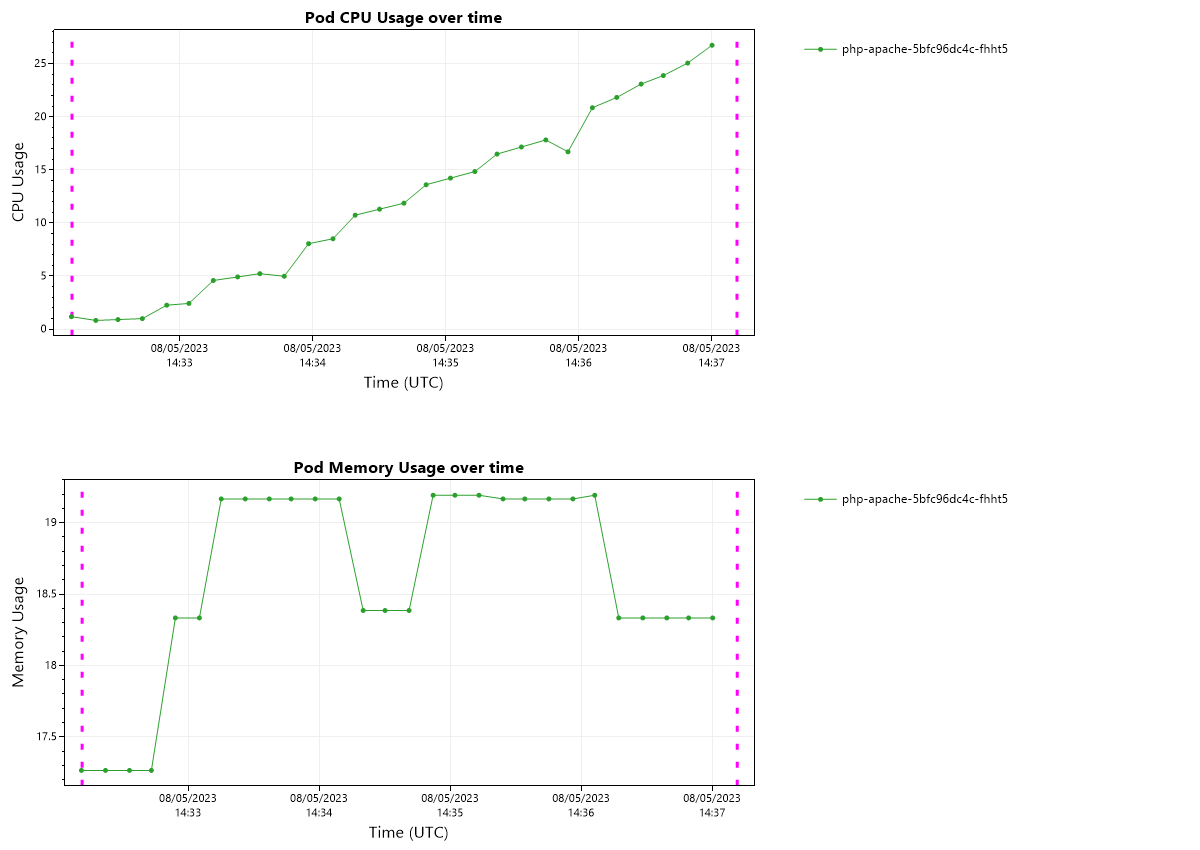 Pod CPU Usage over time
php-apache-5bfc96dc4c-fhht5
25
20
15
10
5
0
CPU Usage
08/05/2023 08/05/2023 08/05/2023 08/05/2023 08/05/2023
14:33 14:34 14:35 14:36 14:37
Time (UTC)
Pod Memory Usage over time
php-apache-5bfc96dc4c-fhht5
19
18.5
18
17.5
Memory Usage
08/05/2023 08/05/2023 08/05/2023 08/05/2023 08/05/2023
14:33 14:34 14:35 14:36 14:37
Time (UTC)